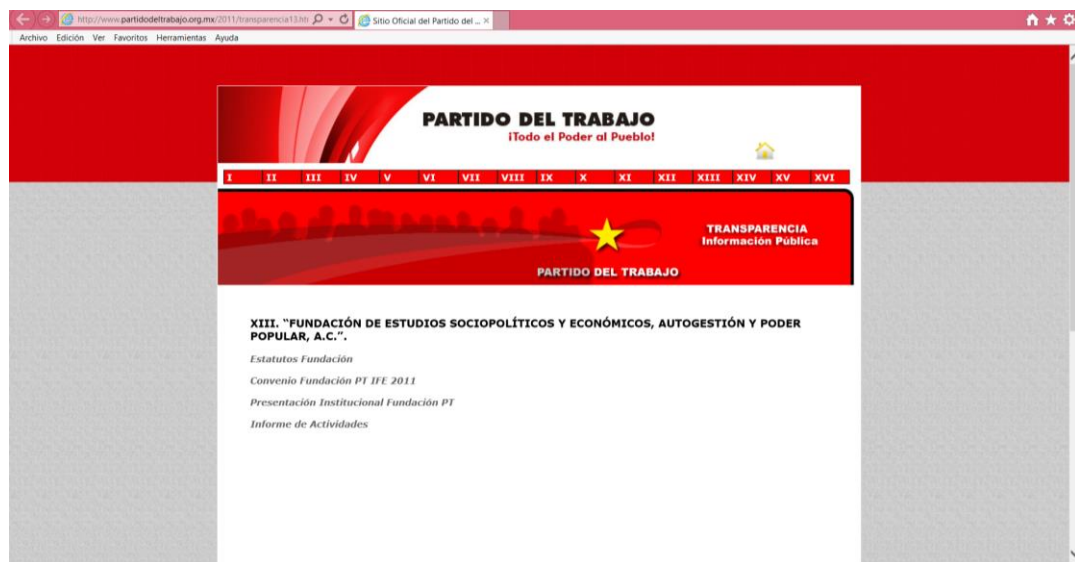 http://www.partidodeltrabajo.org.mx/2011/transparencia13.ht
Sitio Oficial del Partido del ...
Archivo Edición Ver Favoritos Herramientas Ayuda
PARTIDO DEL TRABAJO
¡Todo el Poder al Pueblo!
I II III IV V VI VII VIII IX X XI XII XIII XIV XV XVI
TRANSPARENCIA
Información Pública
PARTIDO DEL TRABAJO
XIII. “FUNDACIÓN DE ESTUDIOS SOCIOPOLÍTICOS Y ECONÓMICOS, AUTOGESTIÓN Y PODER
POPULAR, A.C.”.
Estatutos Fundación
Convenio Fundación PT IFE 2011
Presentación Institucional Fundación PT
Informe de Actividades